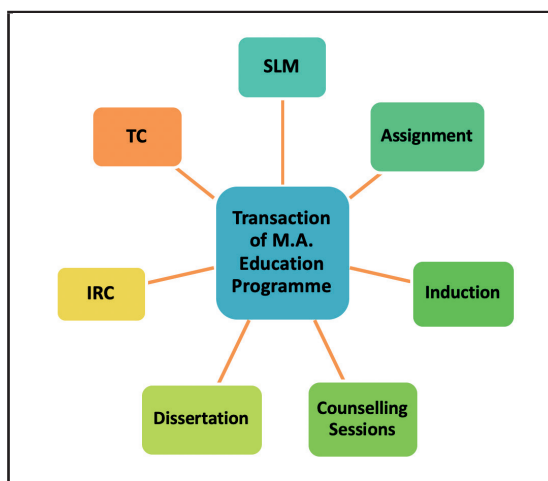 SLM
TC
Assignment
Transaction
of M.A.
Education
Programme
IRC
Induction
Dissertation
Counselling
Sessions